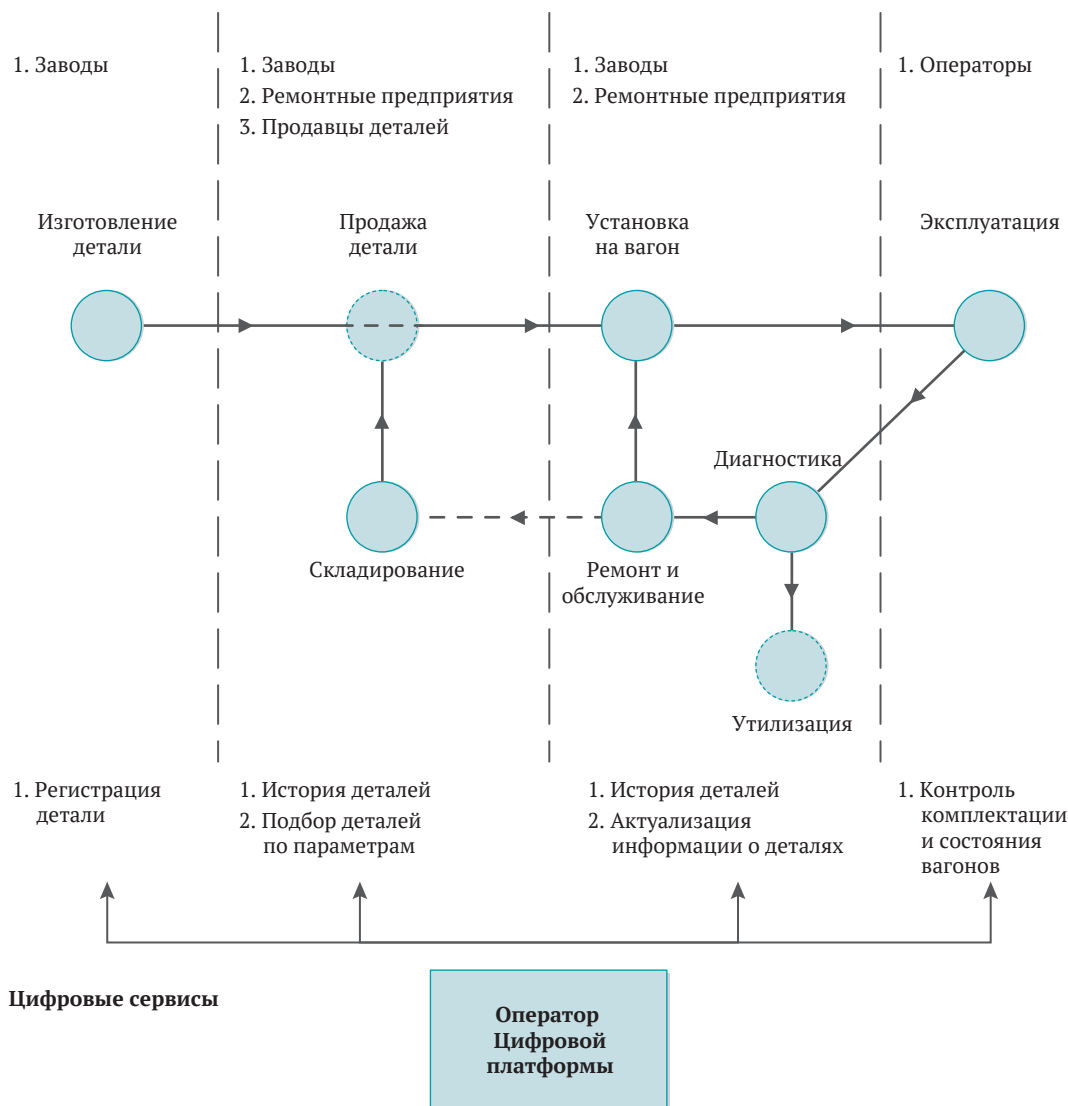 1. Заводы
1. Заводы
2. Ремонтные предприятия
3. Продавцы деталей
1. Заводы
2. Ремонтные предприятия
1. Операторы
Изготовление
детали
Продажа
детали
Установка
на вагон
Эксплуатация
Диагностика
Складирование
Ремонт и
обслуживание
Утилизация
1. Регистрация
детали
1. История деталей
2. Подбор деталей
по параметрам
1. История деталей
2. Актуализация
информации о деталях
1. Контроль
комплектации
и состояния
вагонов
Цифровые сервисы
Оператор
Цифровой
платформы